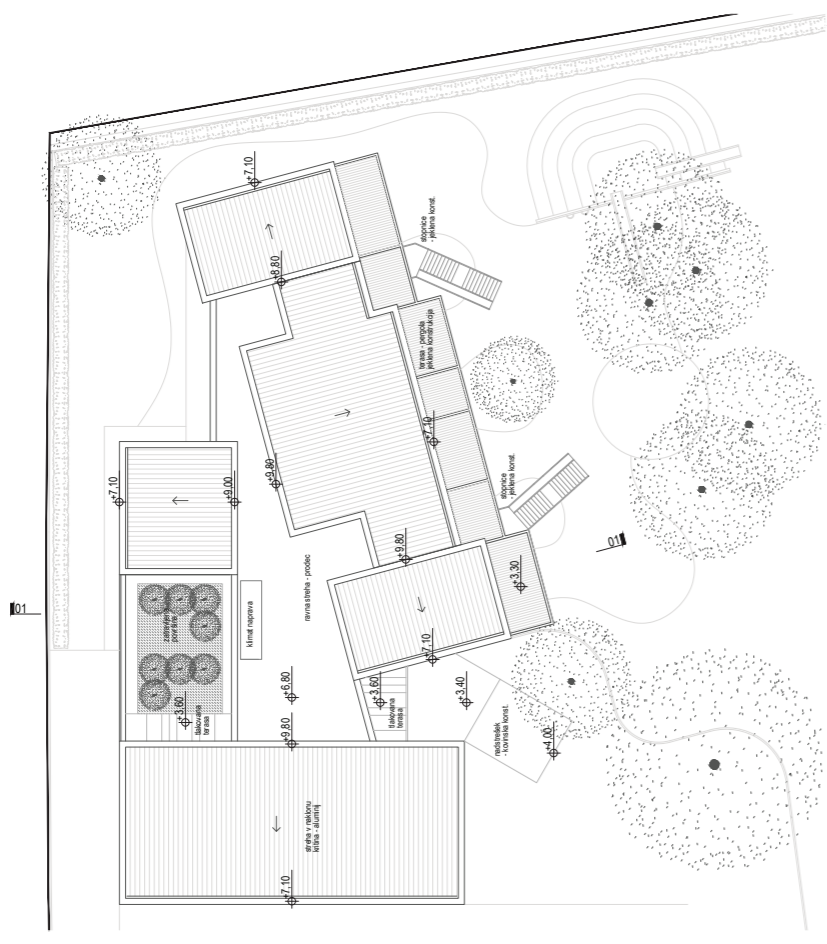 +7,10
+8,80
stopnice
- jeklena konst.
terasa - pergola
jeklena konstrukcija
+7,10
+9,80
+7,10
+9,00
stopnice
- jeklena konst.
01
+9,80
+3,30
01
ravna streha - prodec
klimat naprava
površina
+7,10
+6,80
+3,60
tlakovana
terasa
+3,40
+3,60
tlakovana
terasa
+9,80
nadstrešek
- kovinska konst.
+4,00
streha v naklonu
kritina - aluminij
+7,10